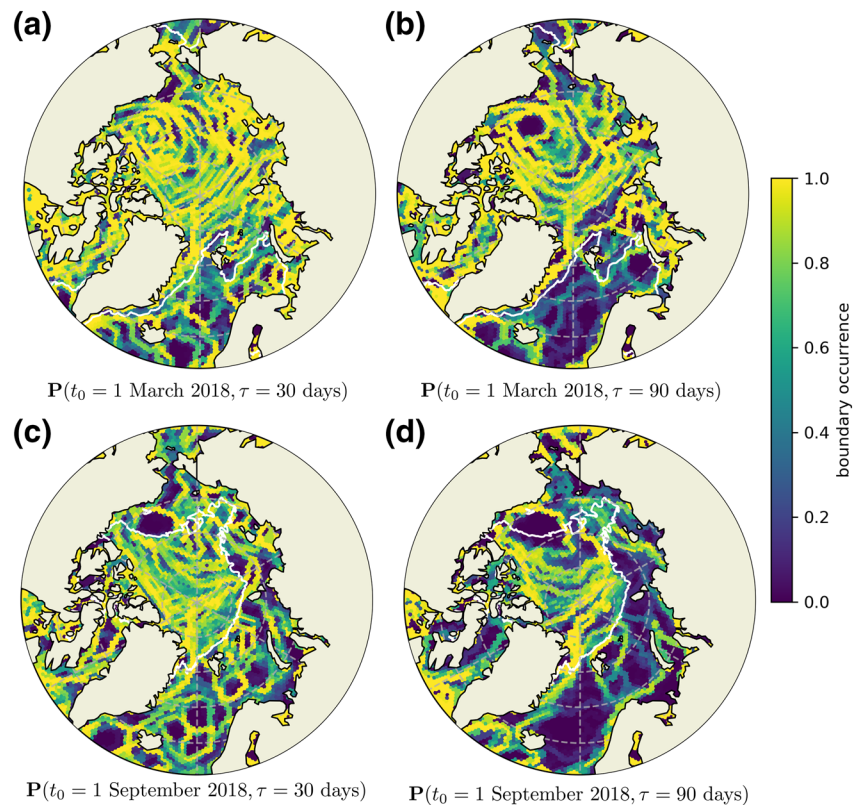 (a)
(b)
P(t₀ = 1 March 2018, τ = 30 days)
P(t₀ = 1 March 2018, τ = 90 days)
1.0
0.8
0.6
0.4
0.2
0.0
boundary occurrence
(c)
(d)
P(t₀ = 1 September 2018, τ = 30 days)
P(t₀ = 1 September 2018, τ = 90 days)